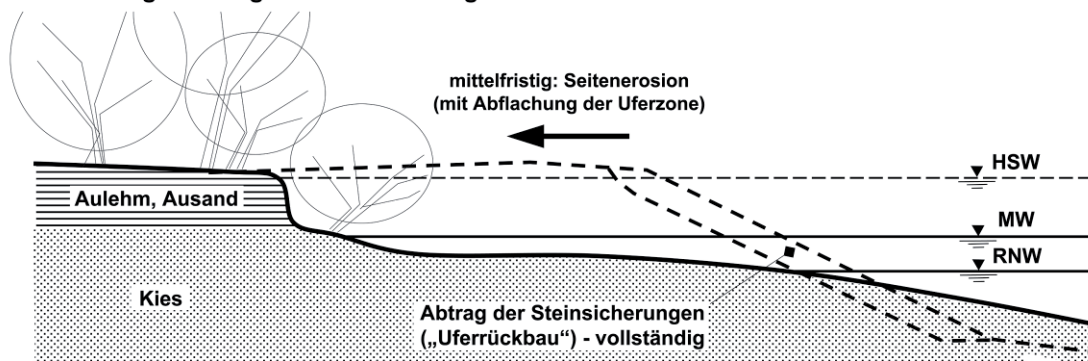 mittelfristig: Seitenerosion
(mit Abflachung der Uferzone)
HSW
Aulehm, Ausand
MW
RNW
Kies
Abtrag der Steinsicherungen
(„Uferrückbau“) - vollständig